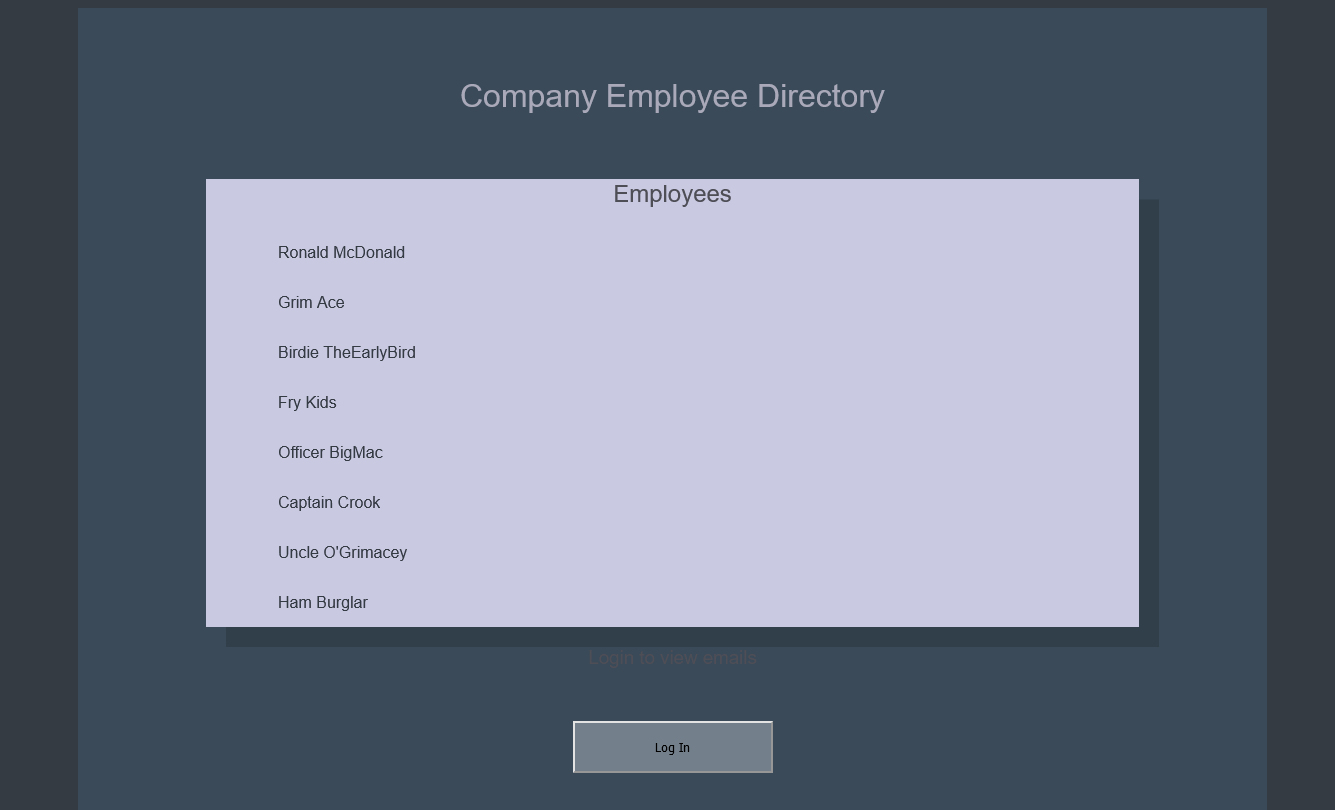 Company Employee Directory
Employees
Ronald McDonald
Grim Ace
Birdie TheEarlyBird
Fry Kids
Officer BigMac
Captain Crook
Uncle O'Grimacey
Ham Burglar
Login to view emails
Log In